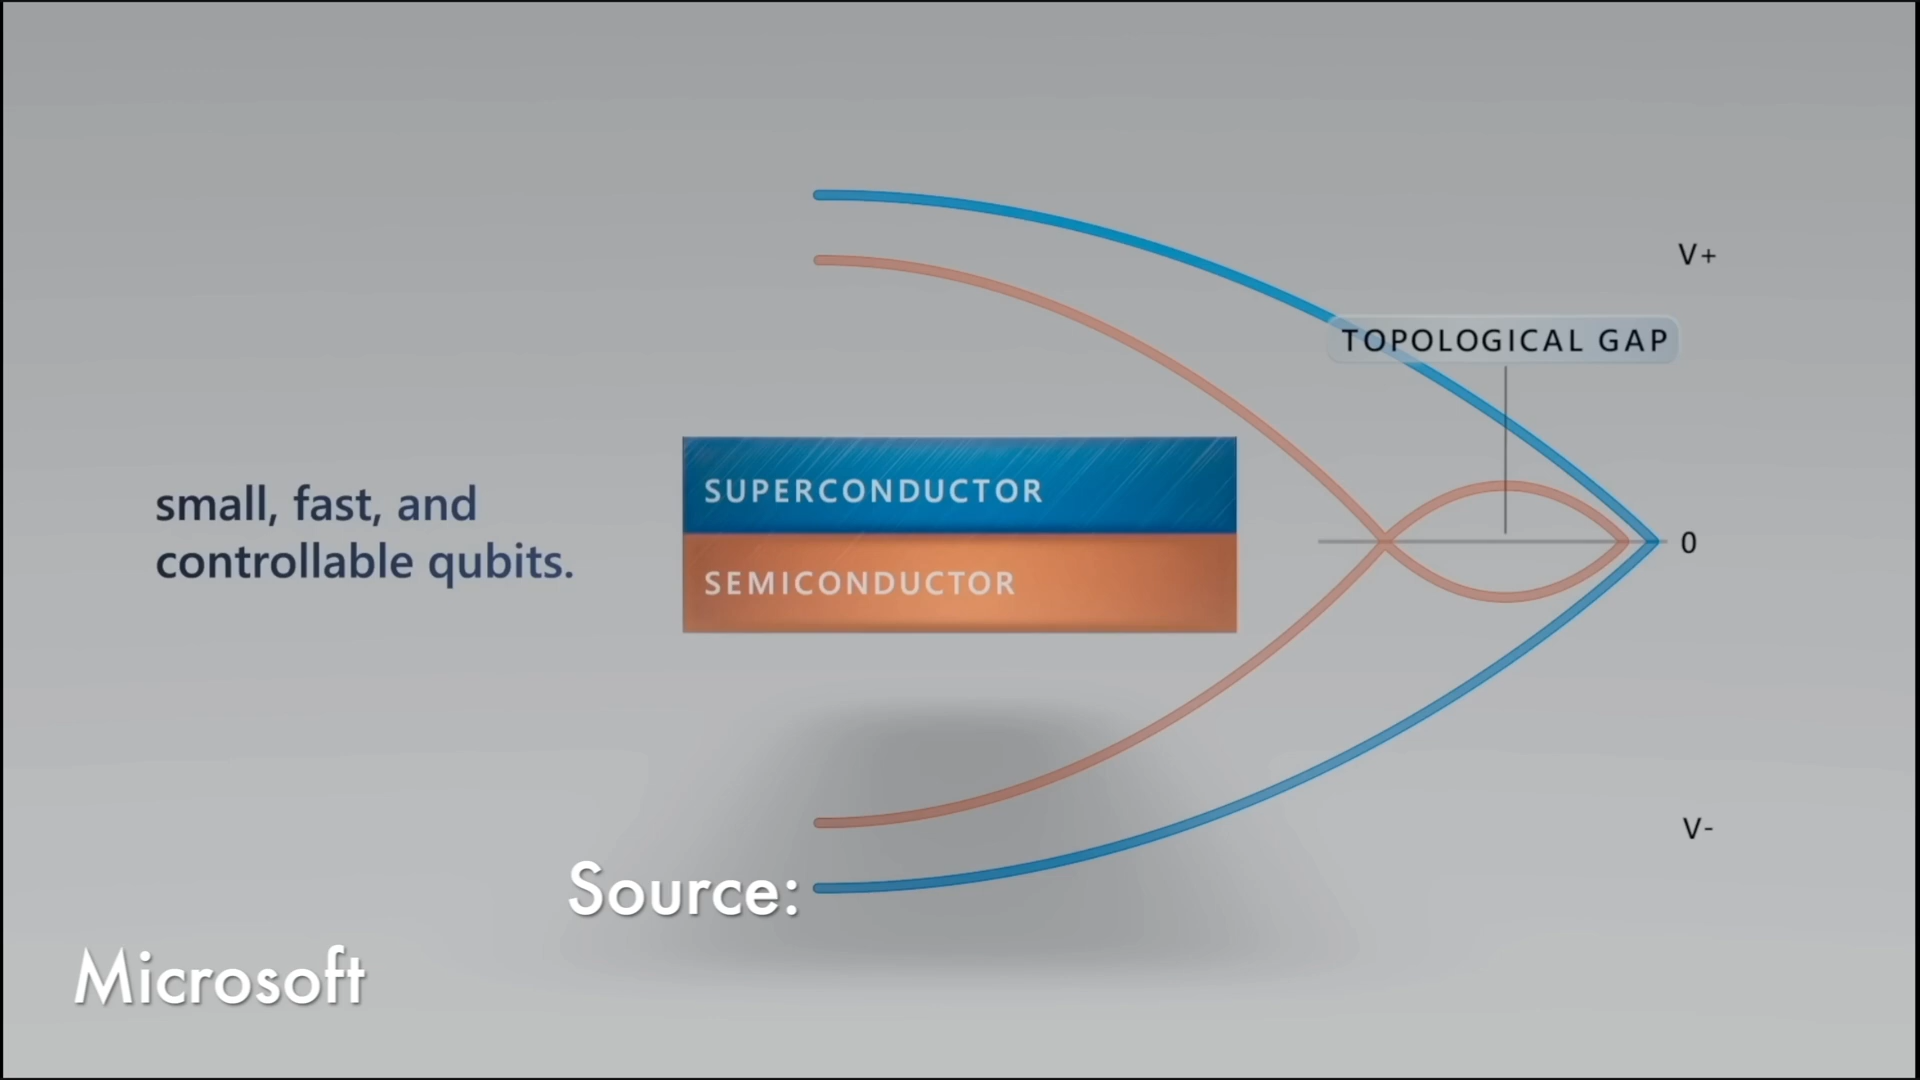 V+
TOPOLOGICAL GAP
small, fast, and
controllable qubits.
SUPERCONDUCTOR
SEMICONDUCTOR
0
V-
Source:
Microsoft